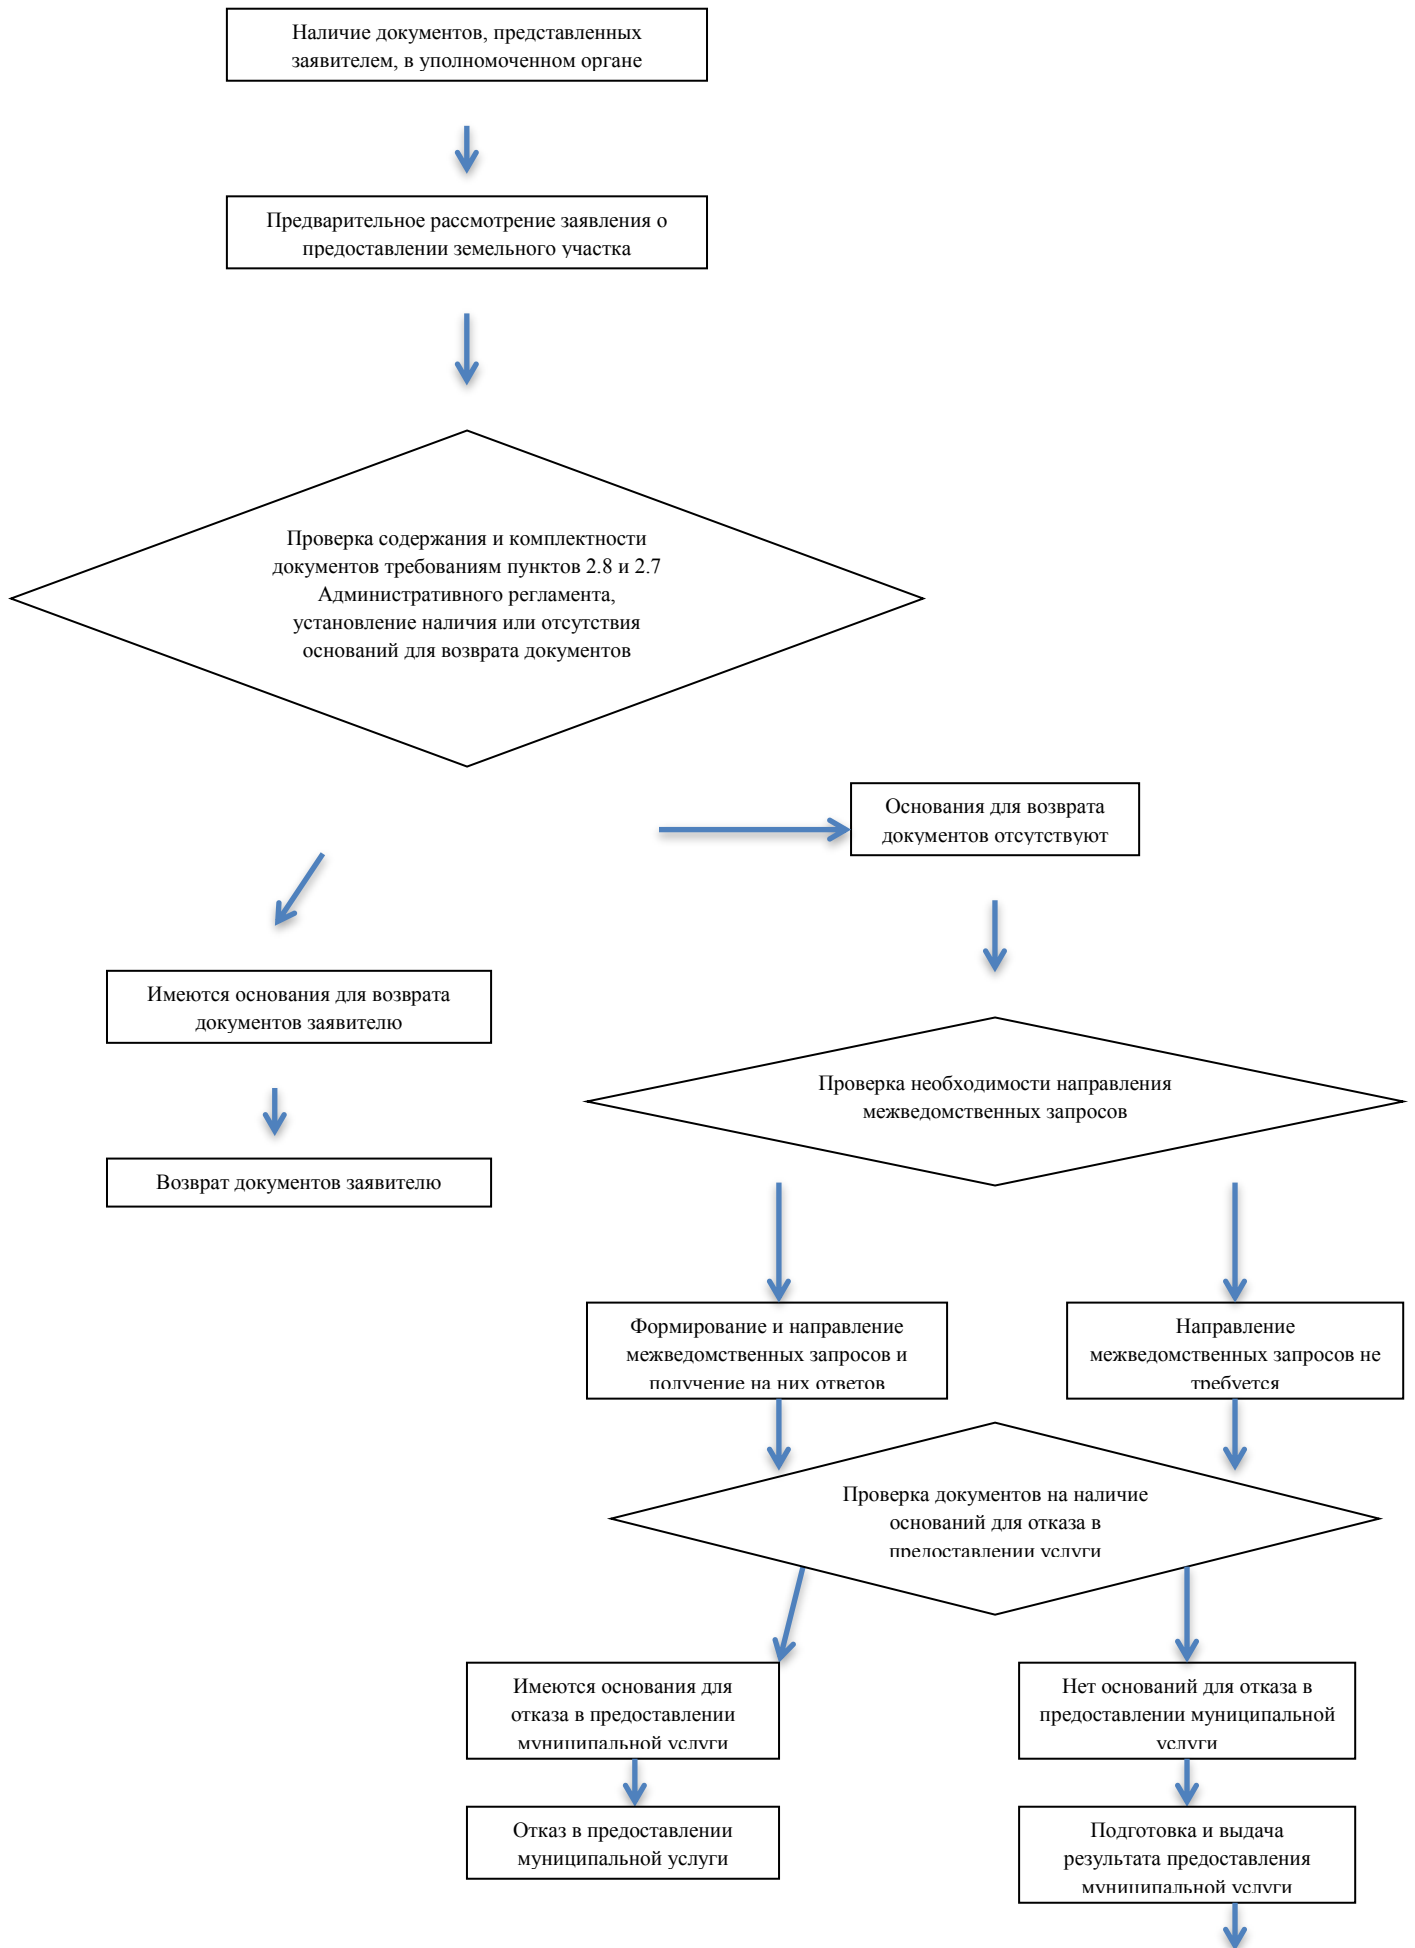 Наличие документов, представленных
заявителем, в уполномоченном органе
Предварительное рассмотрение заявления о
предоставлении земельного участка
Проверка содержания и комплектности
документов требованиям пунктов 2.8 и 2.7
Административного регламента,
установление наличия или отсутствия
оснований для возврата документов
Основания для возврата
документов отсутствуют
Имеются основания для возврата
документов заявителю
Проверка необходимости направления
межведомственных запросов
Возврат документов заявителю
Формирование и направление
межведомственных запросов и
получение на них ответов
Направление
межведомственных запросов не
требуется
Проверка документов на наличие
оснований для отказа в
предоставлении услуги
Имеются основания для
отказа в предоставлении
муниципальной услуги
Нет оснований для отказа в
предоставлении муниципальной
услуги
Отказ в предоставлении
муниципальной услуги
Подготовка и выдача
результата предоставления
муниципальной услуги